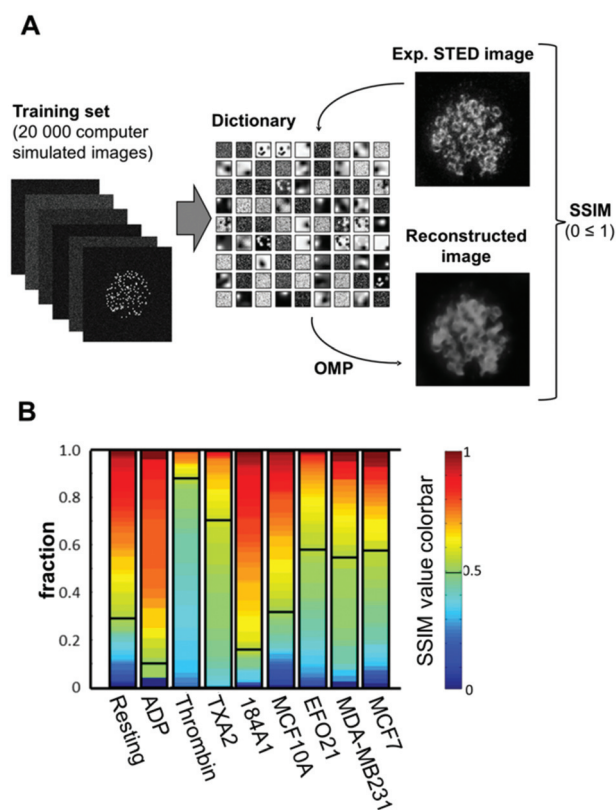 A
Exp. STED image
Training set
(20 000 computer
simulated images)
Dictionary
SSIM
(0 ≤ 1)
Reconstructed
image
OMP
B
1.0
0.8
0.6
0.4
0.2
0
fraction
Resting
ADP
Thrombin
TXA2
184A1
MCF10A
EFO21
MDA-MB231
MCF7
1
0.5
0
SSIM value colorbar